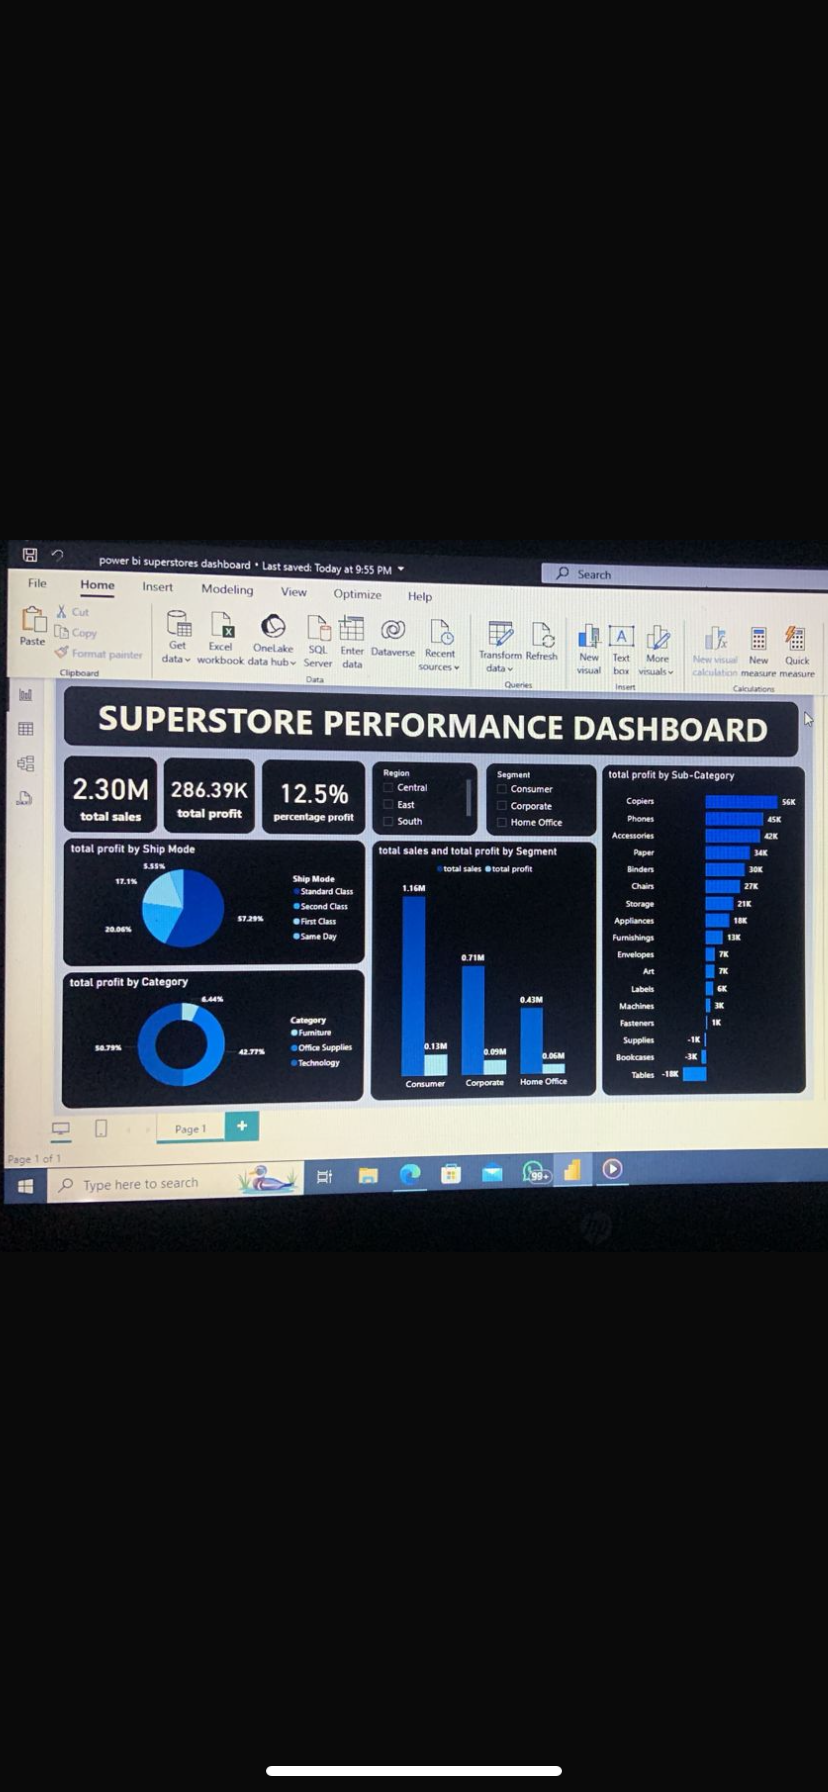 power bi superstores dashboard • Last saved: Today at 9:55 PM
Search
File Home Insert Modeling View Optimize Help
Paste
Cut
Copy
Format painter
Clipboard
Get data
Excel workbook
OneLake data hub
SQL Server
Enter data
Dataverse
Recent sources
Data
Transform data
Refresh
Queries
New visual
Text box
More visuals
Insert
New visual calculation
New measure
Quick measure
Calculations
SUPERSTORE PERFORMANCE DASHBOARD
2.30M
total sales
286.39K
total profit
12.5%
percentage profit
Region
Central
East
South
Segment
Consumer
Corporate
Home Office
total profit by Ship Mode
5.55%
17.1%
20.06%
57.29%
Ship Mode
Standard Class
Second Class
First Class
Same Day
total profit by Category
6.44%
50.79%
42.77%
Category
Furniture
Office Supplies
Technology
total sales and total profit by Segment
total sales total profit
1.16M
0.13M
0.71M
0.09M
0.43M
0.06M
Consumer Corporate Home Office
total profit by Sub-Category
Copiers 56K
Phones 45K
Accessories 42K
Paper 34K
Binders 30K
Chairs 27K
Storage 21K
Appliances 18K
Furnishings 13K
Envelopes 7K
Art 7K
Labels 6K
Machines 3K
Fasteners 1K
Supplies -1K
Bookcases -3K
Tables -18K
Page 1
+
Page 1 of 1
Type here to search
99+
hp